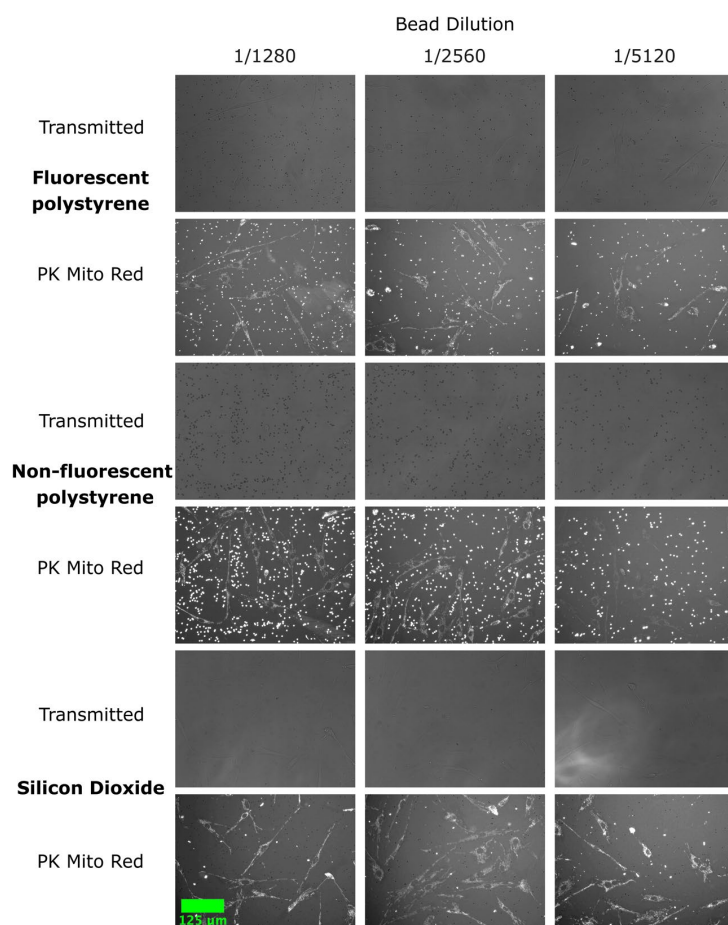 Bead Dilution
1/1280 1/2560 1/5120
Transmitted
Fluorescent
polystyrene
PK Mito Red
Transmitted
Non-fluorescent
polystyrene
PK Mito Red
Transmitted
Silicon Dioxide
PK Mito Red
125 um